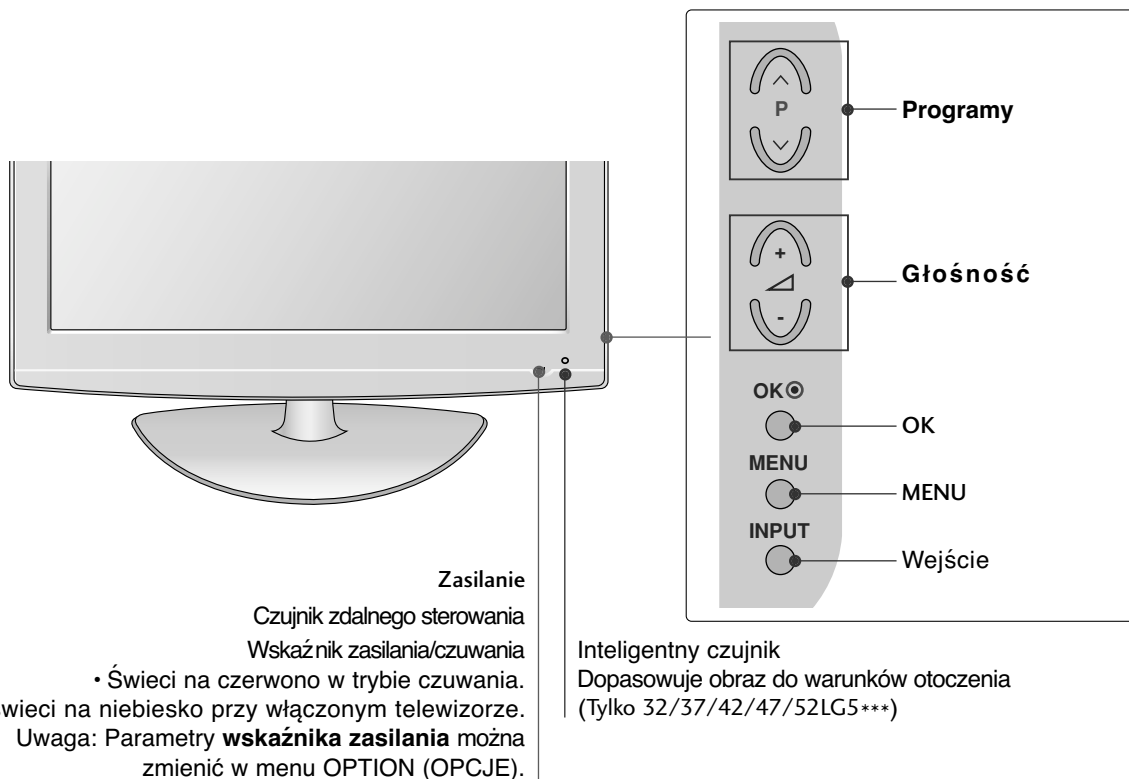 P
Programy
+
-
Głośność
OK
OK
MENU
MENU
INPUT
Wejście
Zasilanie
Czujnik zdalnego sterowania
Wskaźnik zasilania/czuwania
• Świeci na czerwono w trybie czuwania.
wieci na niebiesko przy włączonym telewizorze.
Uwaga: Parametry wskaźnika zasilania można
zmienić w menu OPTION (OPCJE).
Inteligentny czujnik
Dopasowuje obraz do warunków otoczenia
(Tylko 32/37/42/47/52LG5***)